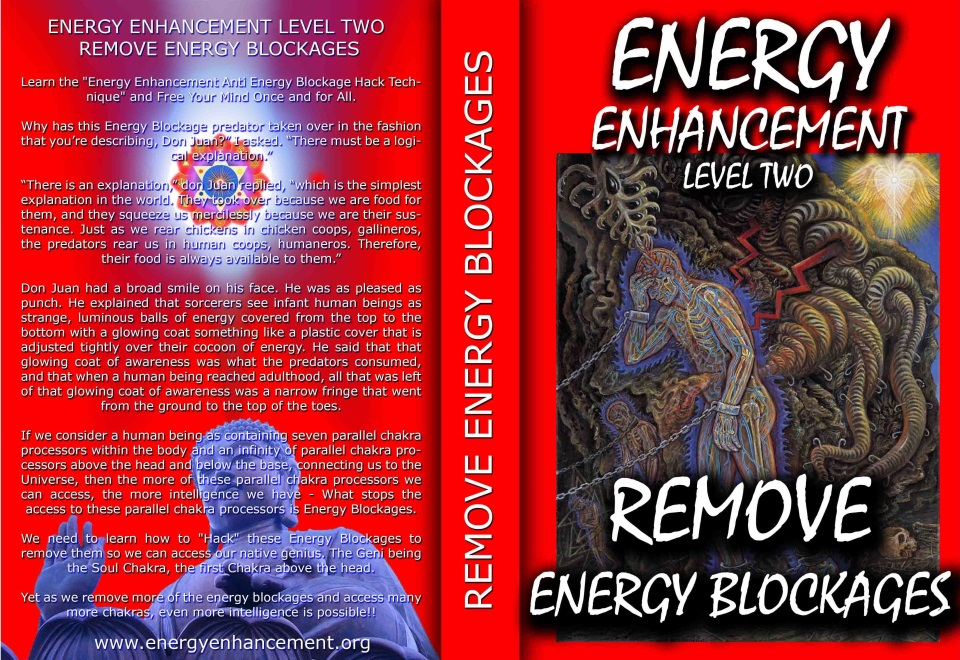 ENERGY ENHANCEMENT LEVEL TWO
REMOVE ENERGY BLOCKAGES
Learn the "Energy Enhancement Anti Energy Blockage Hack Tech-
nique" and Free Your Mind Once and for All.
Why has this Energy Blockage predator taken over in the fashion
that you're describing, Don Juan?” I asked. “There must be a logi-
cal explanation.”
“There is an explanation,” don Juan replied, “which is the simplest
explanation in the world. They took over because we are food for
them, and they squeeze us mercilessly because we are their sus-
tenance. Just as we rear chickens in chicken coops, gallineros,
the predators rear us in human coops, humaneros. Therefore,
their food is always available to them.”
Don Juan had a broad smile on his face. He was as pleased as
punch. He explained that sorcerers see infant human beings as
strange, luminous balls of energy covered from the top to the
bottom with a glowing coat something like a plastic cover that is
adjusted tightly over their cocoon of energy. He said that that
glowing coat of awareness was what the predators consumed,
and that when a human being reached adulthood, all that was left
of that glowing coat of awareness was a narrow fringe that went
from the ground to the top of the toes.
If we consider a human being as containing seven parallel chakra
processors within the body and an infinity of parallel chakra pro-
cessors above the head and below the base, connecting us to the
Universe, then the more of these parallel chakra processors we
can access, the more intelligence we have - What stops the
access to these parallel chakra processors is Energy Blockages.
We need to learn how to "Hack" these Energy Blockages to
remove them so we can access our native genius. The Geni being
the Soul Chakra, the first Chakra above the head.
Yet as we remove more of the energy blockages and access many
more chakras, even more intelligence is possible!!
www.energyenhancement.org
REMOVE ENERGY BLOCKAGES
ENERGY
ENHANCEMENT
LEVEL TWO
REMOVE
ENERGY BLOCKAGES